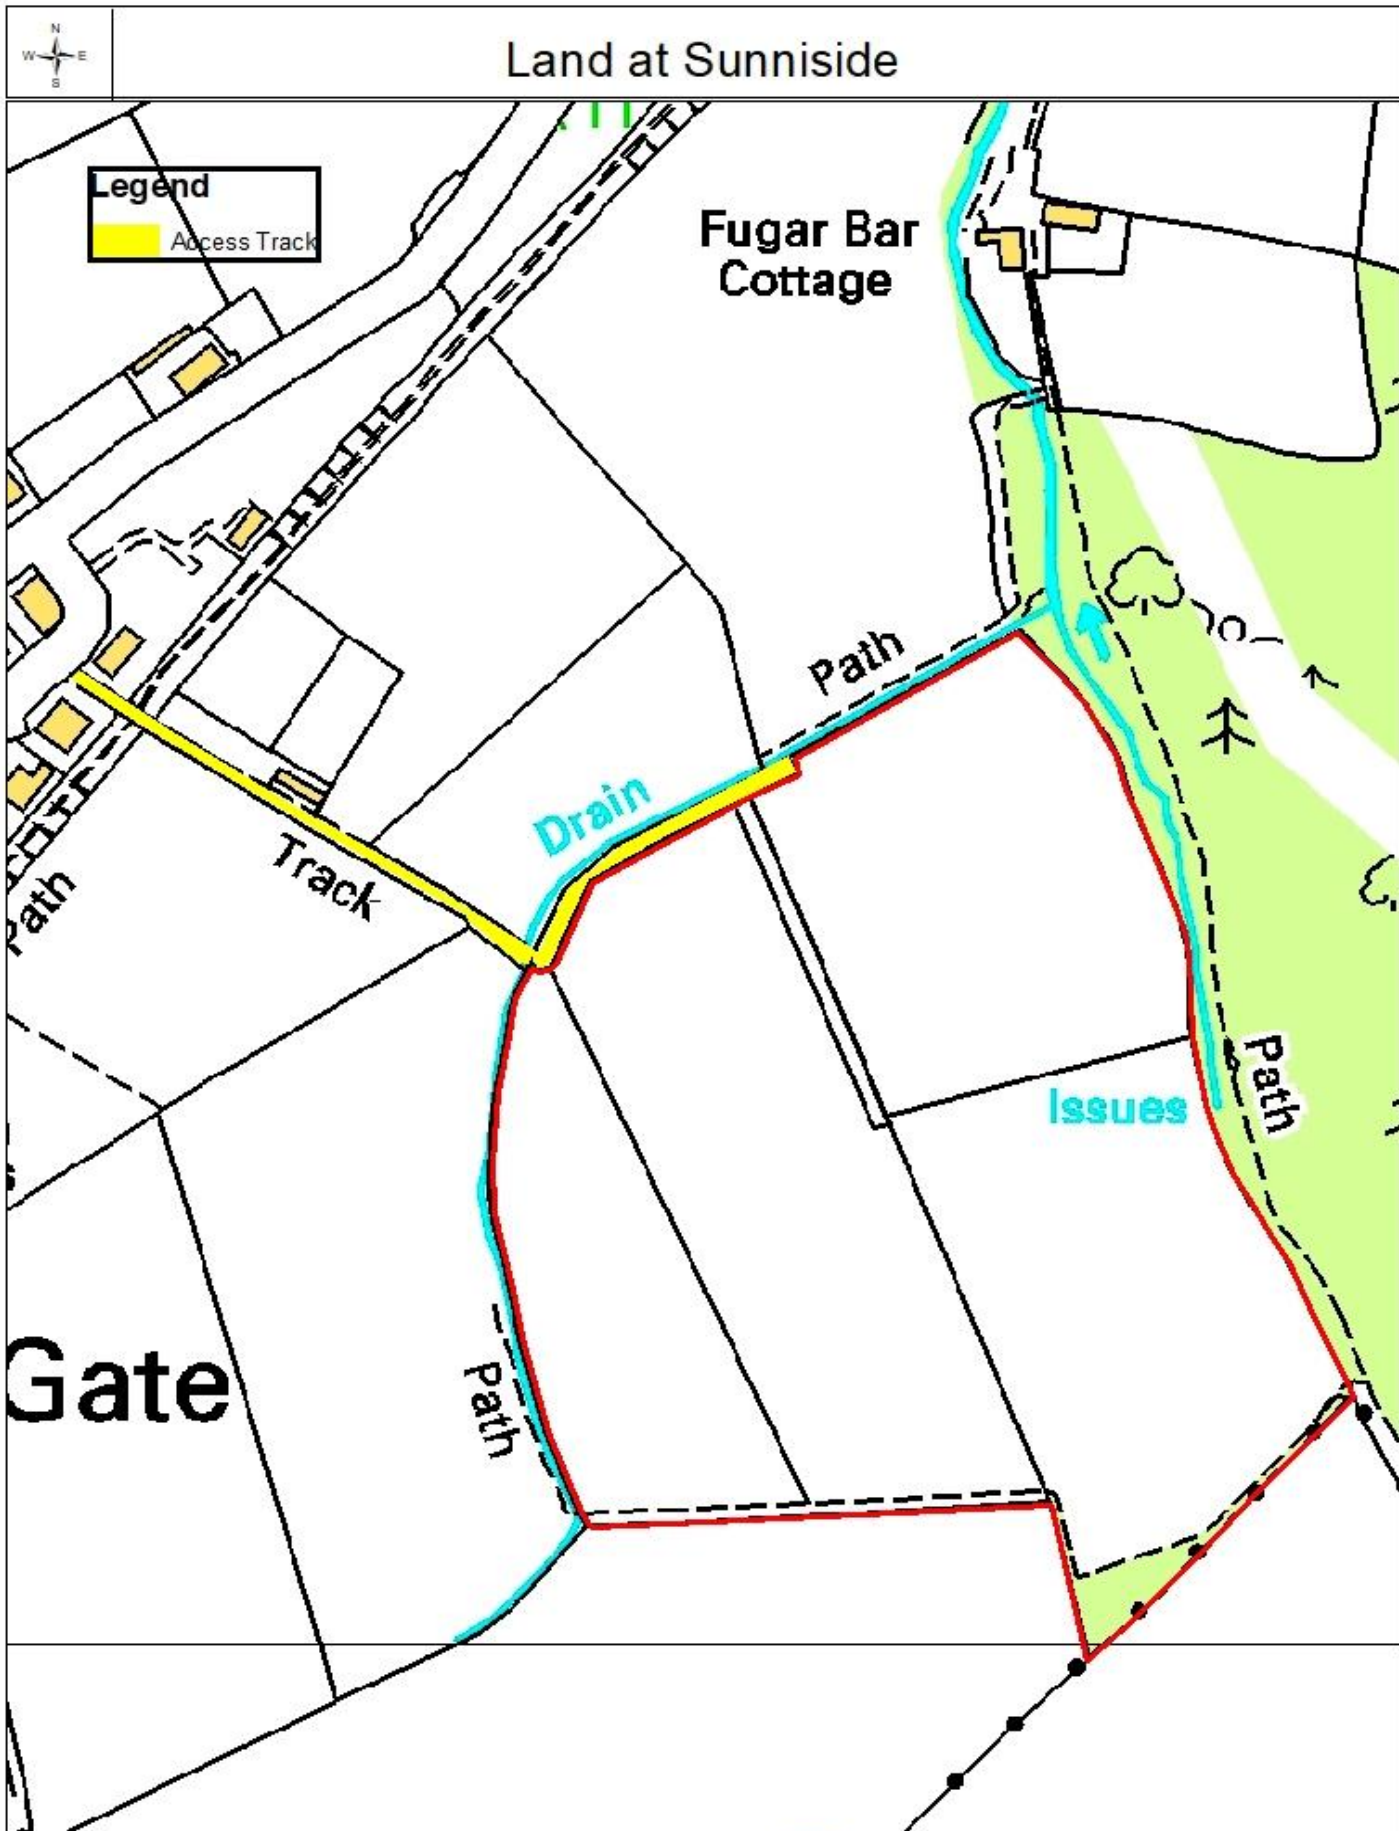 N
W E
S
Land at Sunniside
Legend
Access Track
Fugar Bar
Cottage
Path
Drain
Track
Path
Path
Issues
Gate
Path